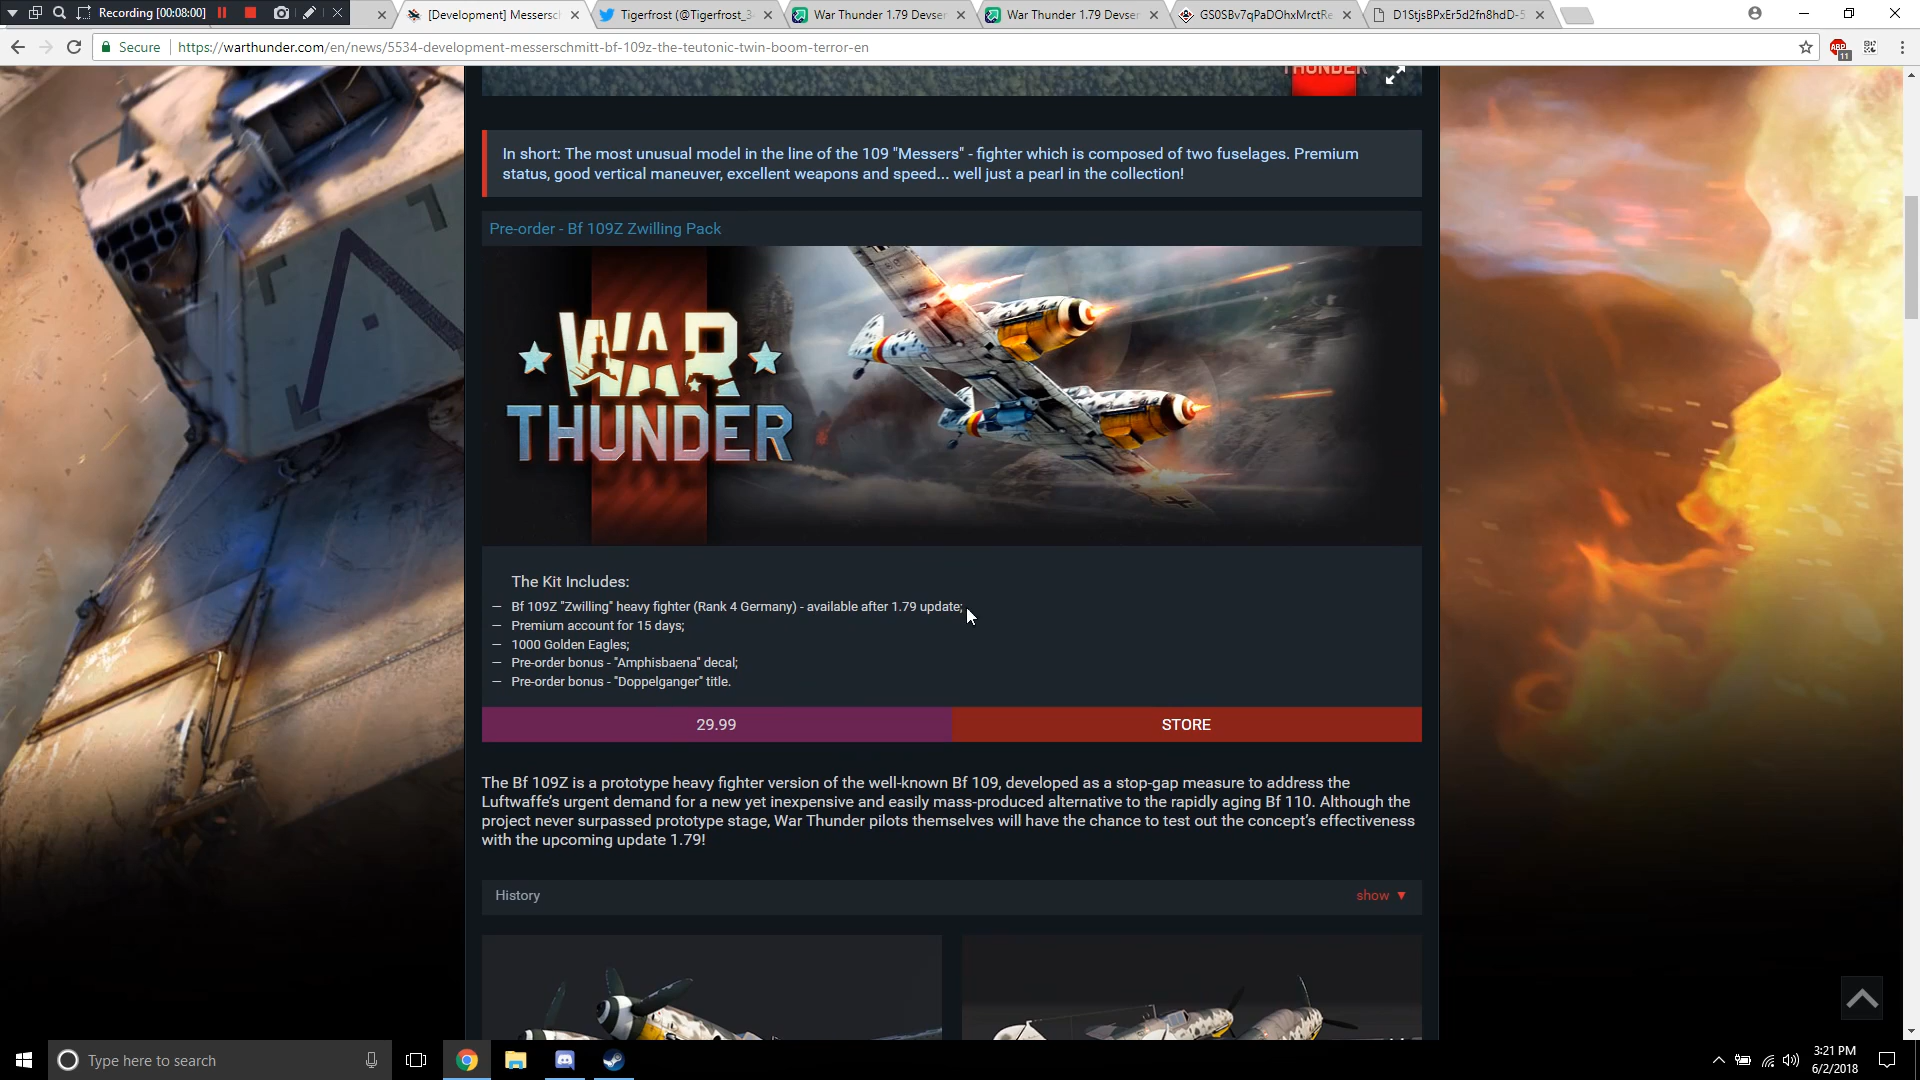 Recording [00:08:00]
[Development] Messersch
Tigerfrost (@Tigerfrost_3
War Thunder 1.79 Devser
War Thunder 1.79 Devser
GS0SBv7qPaDOhxMrctRe
D1StjsBPxEr5d2fn8hdD-5
Secure
https://warthunder.com/en/news/5534-development-messerschmitt-bf-109z-the-teutonic-twin-boom-terror-en
ABP
11
THUNDER
In short: The most unusual model in the line of the 109 "Messers" - fighter which is composed of two fuselages. Premium
status, good vertical maneuver, excellent weapons and speed... well just a pearl in the collection!
Pre-order - Bf 109Z Zwilling Pack
WAR
THUNDER
The Kit Includes:
— Bf 109Z "Zwilling" heavy fighter (Rank 4 Germany) - available after 1.79 update;
— Premium account for 15 days;
— 1000 Golden Eagles;
— Pre-order bonus - "Amphisbaena" decal;
— Pre-order bonus - "Doppelganger" title.
29.99
STORE
The Bf 109Z is a prototype heavy fighter version of the well-known Bf 109, developed as a stop-gap measure to address the
Luftwaffe's urgent demand for a new yet inexpensive and easily mass-produced alternative to the rapidly aging Bf 110. Although the
project never surpassed prototype stage, War Thunder pilots themselves will have the chance to test out the concept's effectiveness
with the upcoming update 1.79!
History
show ▼
Type here to search
3:21 PM
6/2/2018